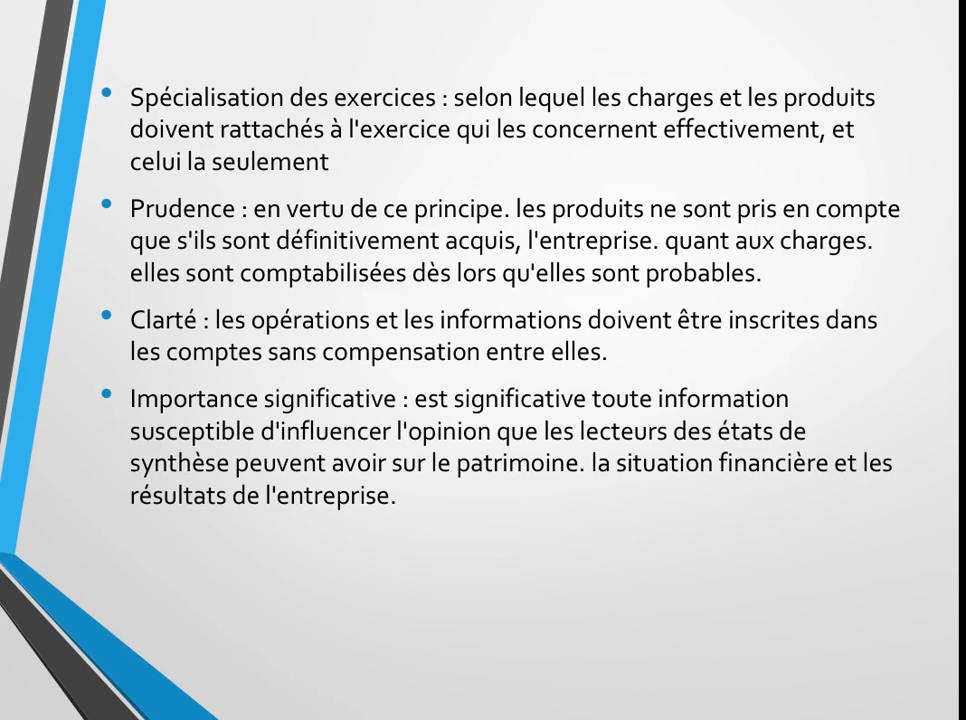 Spécialisation des exercices : selon lequel les charges et les produits
doivent rattachés à l'exercice qui les concernent effectivement, et
celui la seulement
Prudence : en vertu de ce principe. les produits ne sont pris en compte
que s'ils sont définitivement acquis, l'entreprise. quant aux charges.
elles sont comptabilisées dès lors qu'elles sont probables.
Clarté : les opérations et les informations doivent être inscrites dans
les comptes sans compensation entre elles.
Importance significative : est significative toute information
susceptible d'influencer l'opinion que les lecteurs des états de
synthèse peuvent avoir sur le patrimoine. la situation financière et les
résultats de l'entreprise.